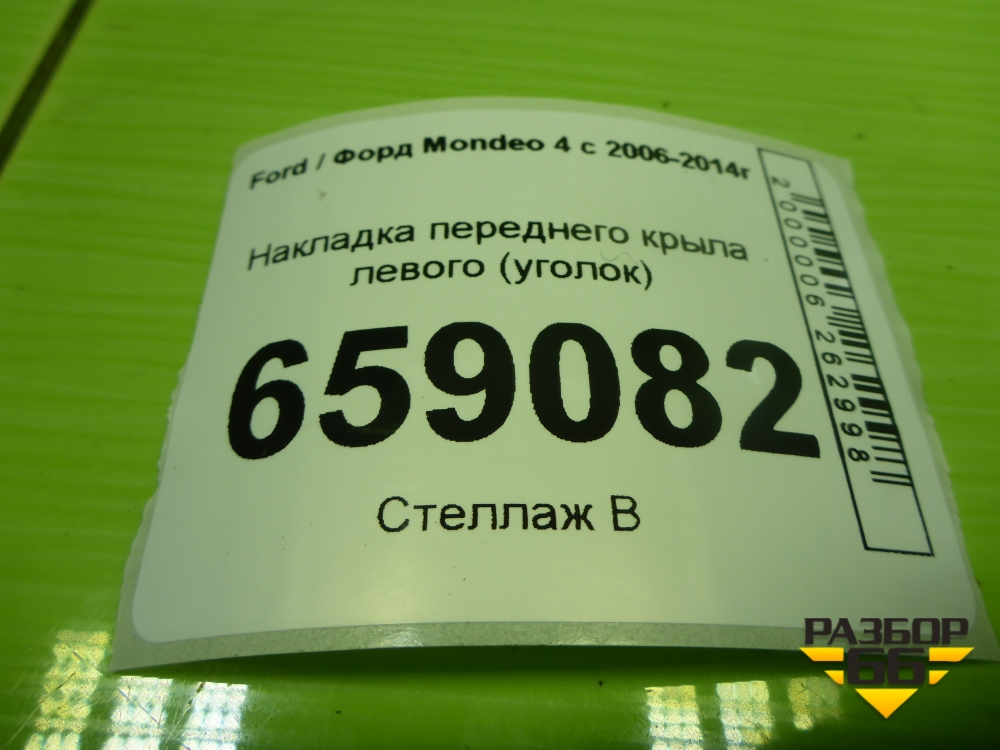 Ford / Форд Mondeo 4 с 2006-2014г
Накладка переднего крыла
левого (уголок)
659082
Стеллаж В
2000006262998
РАЗБОР
66